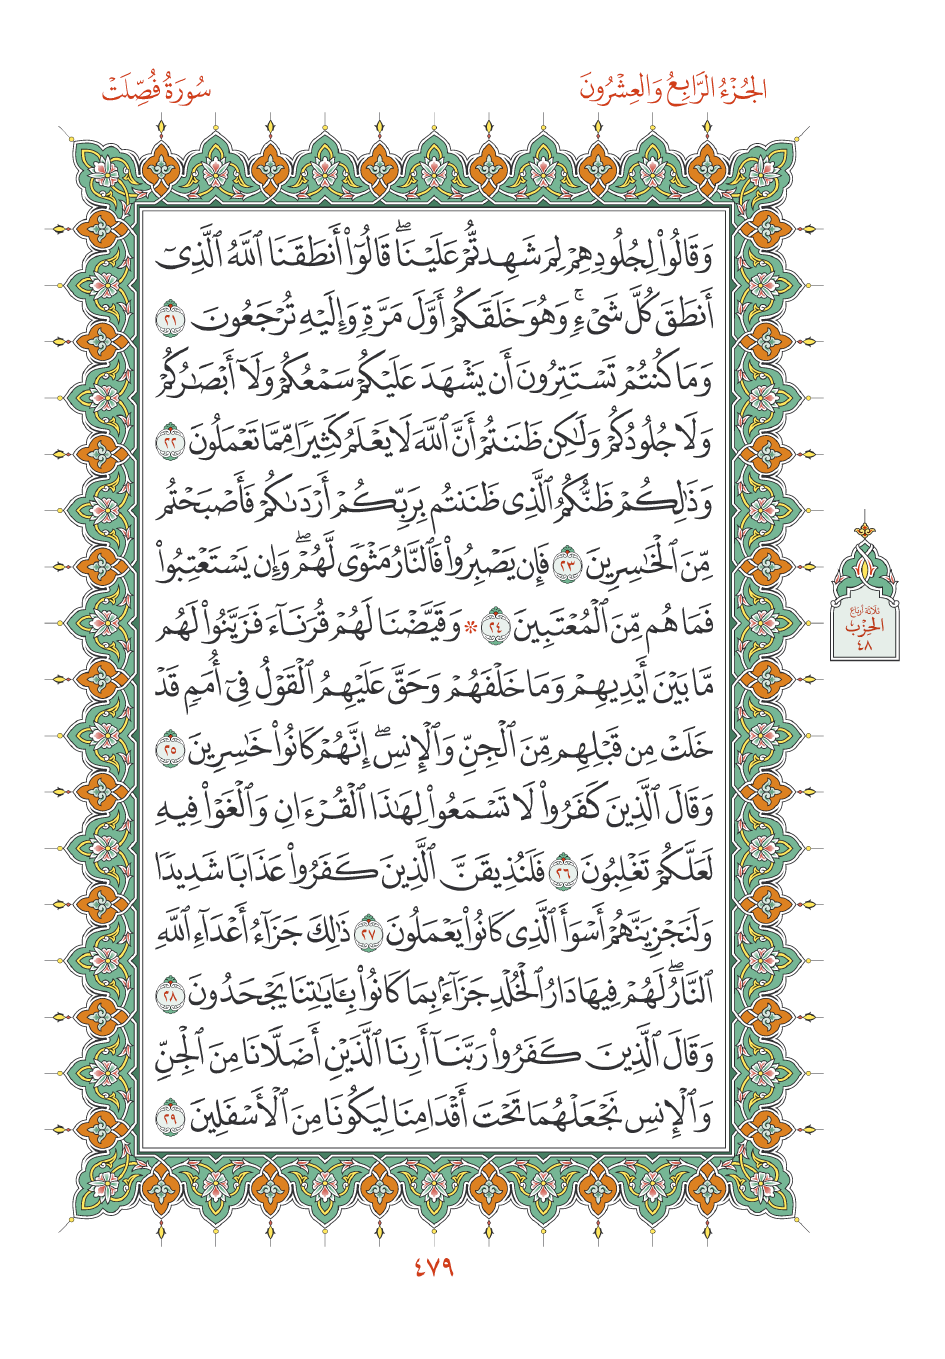 الجُزْءُ الرَّابِعُ وَالعِشْرُونَ
سُورَةُ فُصِّلَتْ
وَقَالُوا۟ لِجُلُودِهِمْ لِمَ شَهِدتُّمْ عَلَيْنَا ۖ قَالُوٓا۟ أَنطَقَنَا ٱللَّهُ ٱلَّذِىٓ
أَنطَقَ كُلَّ شَىْءٍ ۚ وَهُوَ خَلَقَكُمْ أَوَّلَ مَرَّةٍ وَإِلَيْهِ تُرْجَعُونَ ٢١
وَمَا كُنتُمْ تَسْتَتِرُونَ أَن يَشْهَدَ عَلَيْكُمْ سَمْعُكُمْ وَلَآ أَبْصَـٰرُكُمْ
وَلَا جُلُودُكُمْ وَلَـٰكِن ظَنَنتُمْ أَنَّ ٱللَّهَ لَا يَعْلَمُ كَثِيرًا مِّمَّا تَعْمَلُونَ ٢٢
وَذَٰلِكُمْ ظَنُّكُمُ ٱلَّذِى ظَنَنتُم بِرَبِّكُمْ أَرْدَىٰكُمْ فَأَصْبَحْتُم
مِّنَ ٱلْخَـٰسِرِينَ ٢٣ فَإِن يَصْبِرُوا۟ فَٱلنَّارُ مَثْوًى لَّهُمْ ۖ وَإِن يَسْتَعْتِبُوا۟
فَمَا هُم مِّنَ ٱلْمُعْتَبِينَ ٢٤ * وَقَيَّضْنَا لَهُمْ قُرَنَآءَ فَزَيَّنُوا۟ لَهُم
مَّا بَيْنَ أَيْدِيهِمْ وَمَا خَلْفَهُمْ وَحَقَّ عَلَيْهِمُ ٱلْقَوْلُ فِىٓ أُمَمٍ قَدْ
خَلَتْ مِن قَبْلِهِم مِّنَ ٱلْجِنِّ وَٱلْإِنسِ ۖ إِنَّهُمْ كَانُوا۟ خَـٰسِرِينَ ٢٥
وَقَالَ ٱلَّذِينَ كَفَرُوا۟ لَا تَسْمَعُوا۟ لِهَـٰذَا ٱلْقُرْءَانِ وَٱلْغَوْا۟ فِيهِ
لَعَلَّكُمْ تَغْلِبُونَ ٢٦ فَلَنُذِيقَنَّ ٱلَّذِينَ كَفَرُوا۟ عَذَابًا شَدِيدًا
وَلَنَجْزِيَنَّهُمْ أَسْوَأَ ٱلَّذِى كَانُوا۟ يَعْمَلُونَ ٢٧ ذَٰلِكَ جَزَآءُ أَعْدَآءِ ٱللَّهِ
ٱلنَّارُ ۖ لَهُمْ فِيهَا دَارُ ٱلْخُلْدِ جَزَآءًۢ بِمَا كَانُوا۟ بِـَٔايَـٰتِنَا يَجْحَدُونَ ٢٨
وَقَالَ ٱلَّذِينَ كَفَرُوا۟ رَبَّنَآ أَرِنَا ٱلَّذَيْنِ أَضَلَّانَا مِنَ ٱلْجِنِّ
وَٱلْإِنسِ نَجْعَلْهُمَا تَحْتَ أَقْدَامِنَا لِيَكُونَا مِنَ ٱلْأَسْفَلِينَ ٢٩
ثلاثة أرباع
الحِزْب
٤٨
٤٧٩